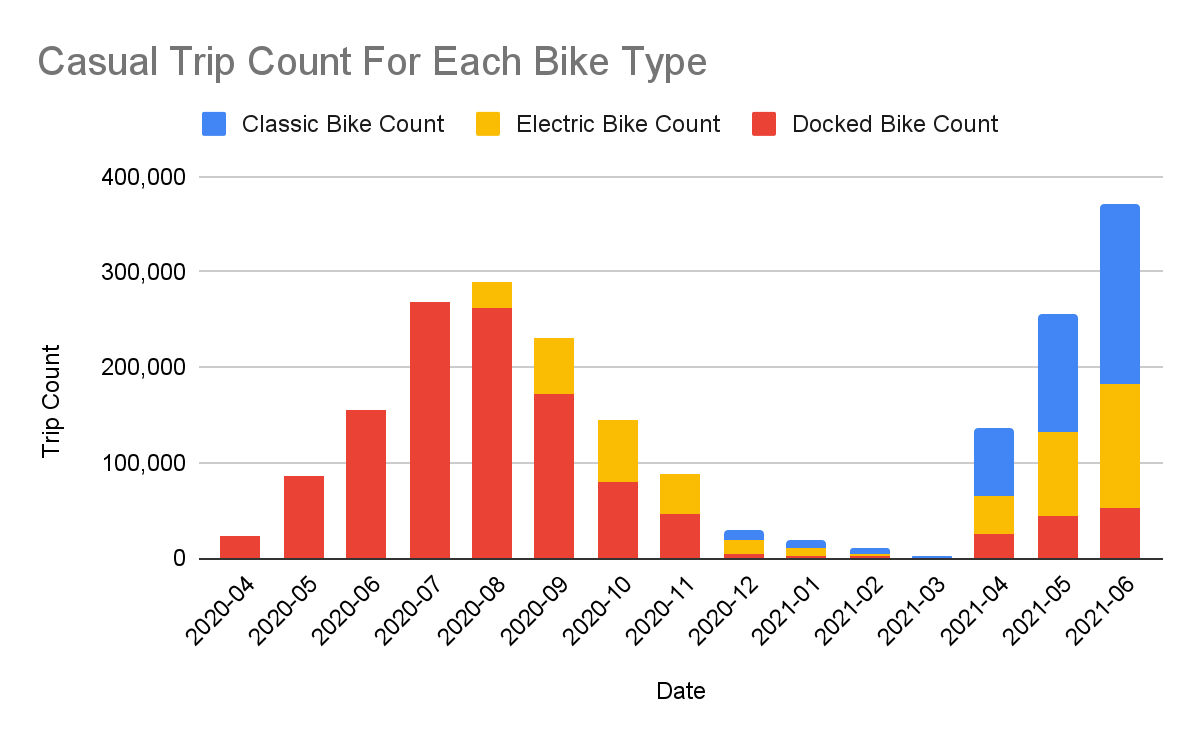 Casual Trip Count For Each Bike Type
Classic Bike Count Electric Bike Count Docked Bike Count
400,000
300,000
200,000
100,000
0
Trip Count
2020-04 2020-05 2020-06 2020-07 2020-08 2020-09 2020-10 2020-11 2020-12 2021-01 2021-02 2021-03 2021-04 2021-05 2021-06
Date